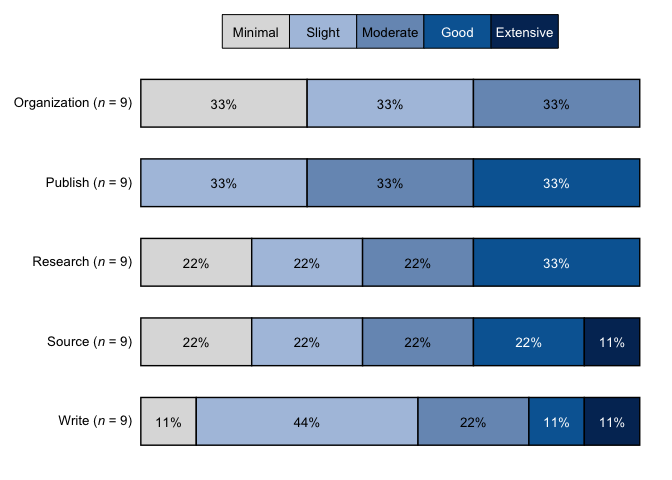 Minimal Slight Moderate Good Extensive
Organization (n = 9) 33% 33% 33%
Publish (n = 9) 33% 33% 33%
Research (n = 9) 22% 22% 22% 33%
Source (n = 9) 22% 22% 22% 22% 11%
Write (n = 9) 11% 44% 22% 11% 11%